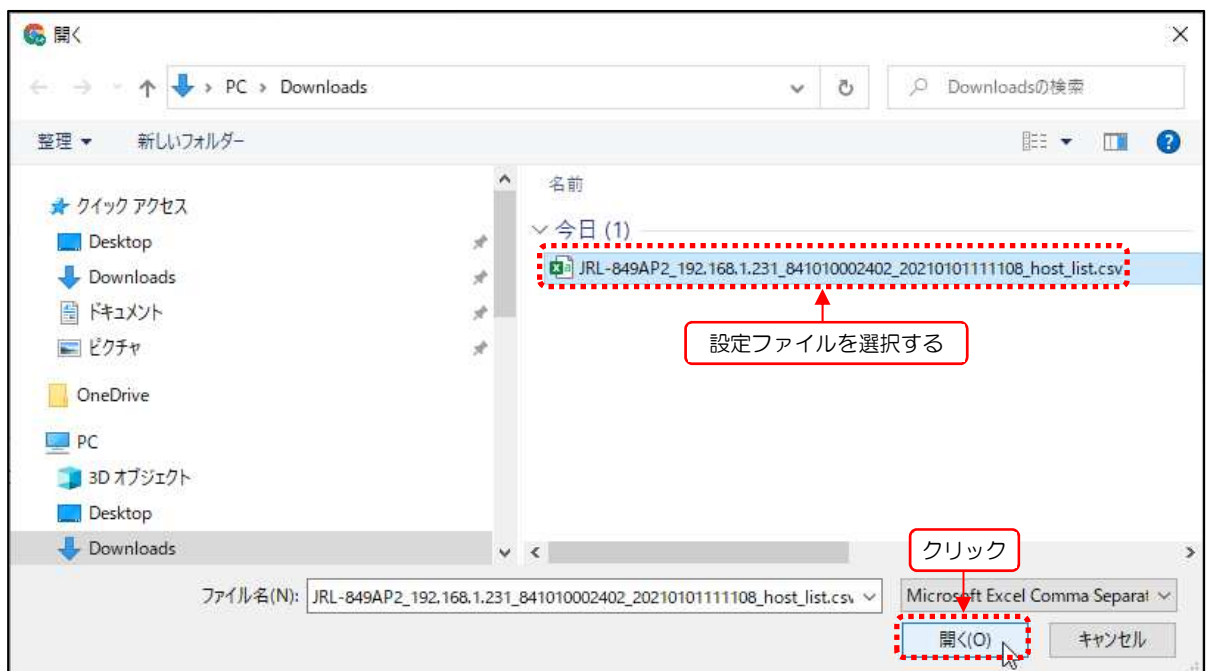 開く
PC > Downloads
Downloadsの検索
整理
新しいフォルダー
クイック アクセス
Desktop
Downloads
ドキュメント
ピクチャ
OneDrive
PC
3D オブジェクト
Desktop
Downloads
名前
今日 (1)
JRL-849AP2_192.168.1.231_841010002402_20210101111108_host_list.csv
設定ファイルを選択する
クリック
ファイル名(N):
JRL-849AP2_192.168.1.231_841010002402_20210101111108_host_list.csv
Microsoft Excel Comma Separat
開く(O)
キャンセル